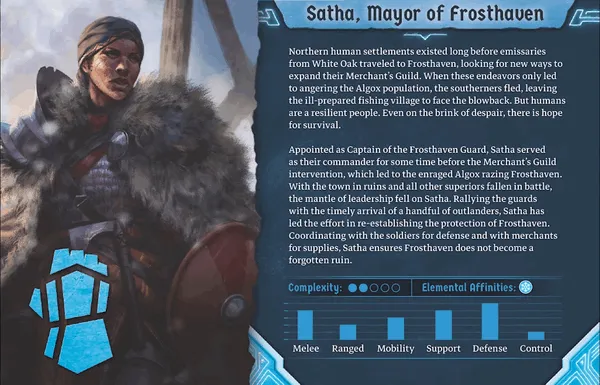 Satha, Mayor of Frosthaven
Northern human settlements existed long before emissaries
from White Oak traveled to Frosthaven, looking for new ways to
expand their Merchant's Guild. When these endeavors only led
to angering the Algox population, the southerners fled, leaving
the ill-prepared fishing village to face the blowback. But humans
are a resilient people. Even on the brink of despair, there is hope
for survival.
Appointed as Captain of the Frosthaven Guard, Satha served
as their commander for some time before the Merchant's Guild
intervention, which led to the enraged Algox razing Frosthaven.
With the town in ruins and all other superiors fallen in battle,
the mantle of leadership fell on Satha. Rallying the guards
with the timely arrival of a handful of outlanders, Satha has
led the effort in re-establishing the protection of Frosthaven.
Coordinating with the soldiers for defense and with merchants
for supplies, Satha ensures Frosthaven does not become a
forgotten ruin.
Complexity: Elemental Affinities:
Melee Ranged Mobility Support Defense Control